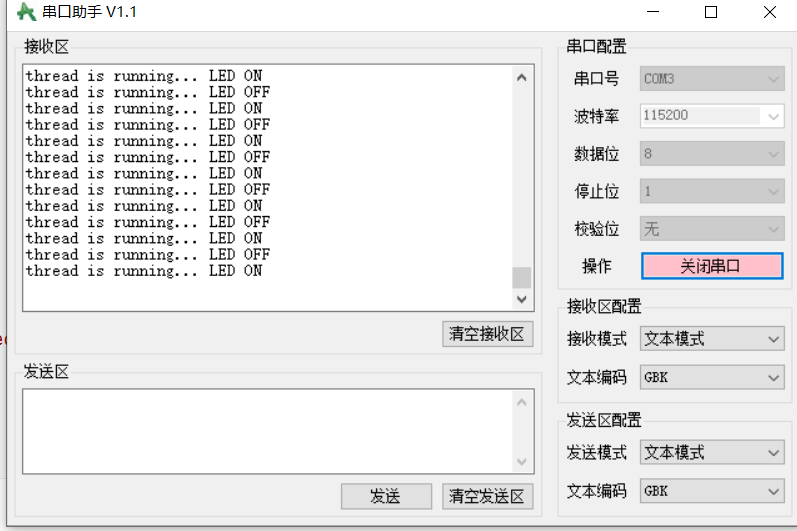 串口助手 V1.1
接收区
thread is running... LED ON
thread is running... LED OFF
thread is running... LED ON
thread is running... LED OFF
thread is running... LED ON
thread is running... LED OFF
thread is running... LED ON
thread is running... LED OFF
thread is running... LED ON
thread is running... LED OFF
thread is running... LED ON
thread is running... LED OFF
thread is running... LED ON
清空接收区
发送区
发送
清空发送区
串口配置
串口号 COM3
波特率 115200
数据位 8
停止位 1
校验位 无
操作 关闭串口
接收区配置
接收模式 文本模式
文本编码 GBK
发送区配置
发送模式 文本模式
文本编码 GBK